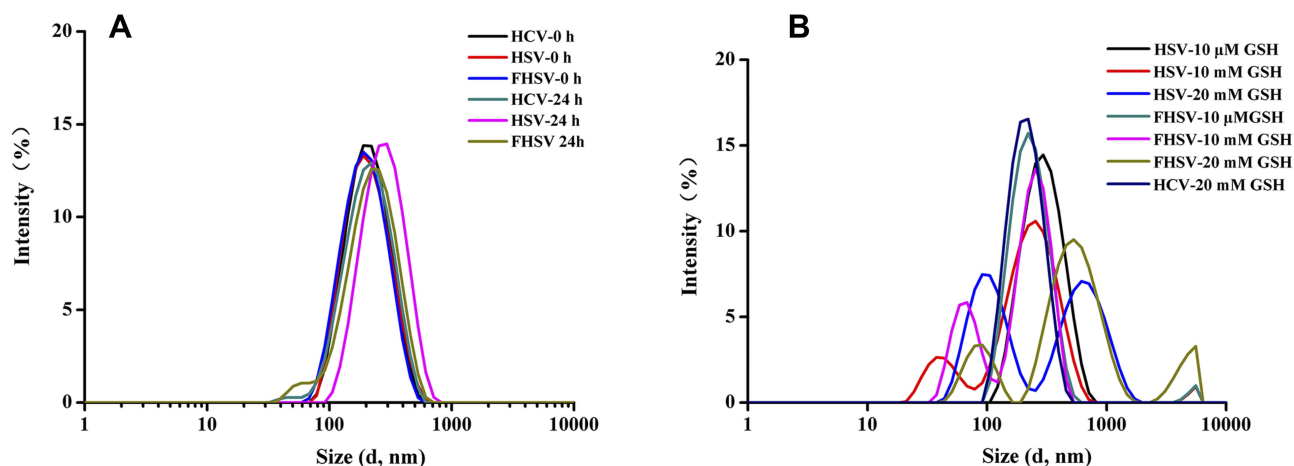 A
20
15
10
5
0
Intensity (%)
1
10
100
1000
10000
Size (d, nm)
HCV-0 h
HSV-0 h
FHSV-0 h
HCV-24 h
HSV-24 h
FHSV 24h
B
20
15
10
5
0
Intensity (%)
1
10
100
1000
10000
Size (d, nm)
HSV-10 μM GSH
HSV-10 mM GSH
HSV-20 mM GSH
FHSV-10 μMGSH
FHSV-10 mM GSH
FHSV-20 mM GSH
HCV-20 mM GSH